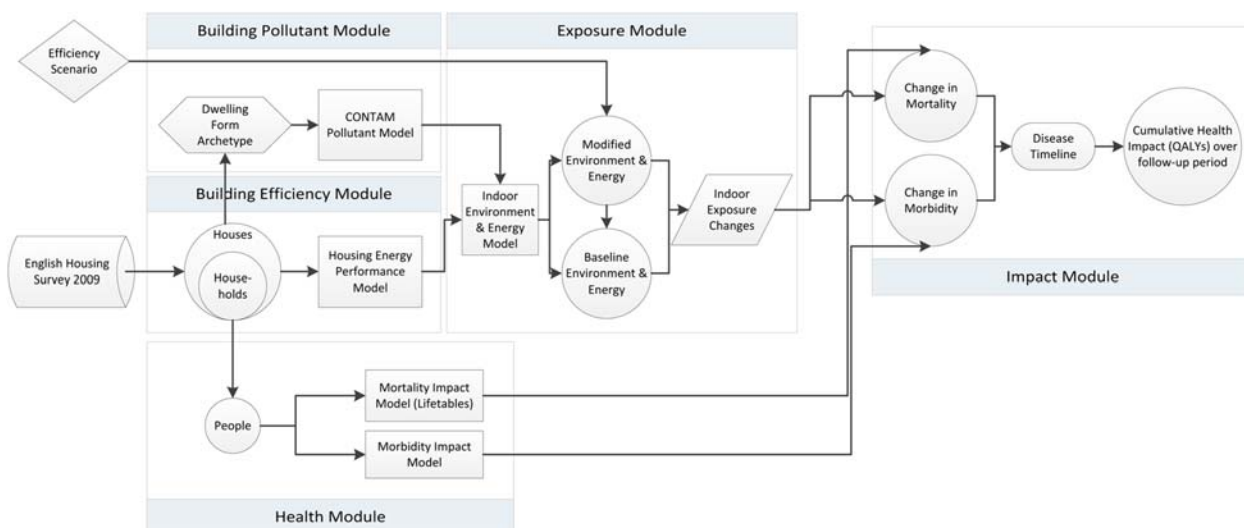 Building Pollutant Module
Exposure Module
Efficiency
Scenario
Dwelling
Form
Archetype
CONTAM
Pollutant Model
Modified
Environment &
Energy
Change in
Mortality
Disease
Timeline
Cumulative Health
Impact (QALYs) over
follow-up period
Building Efficiency Module
Indoor
Environment
& Energy Model
Indoor
Exposure
Changes
Change in
Morbidity
English Housing
Survey 2009
Houses
House-
holds
Housing Energy
Performance
Model
Baseline
Environment &
Energy
Impact Module
People
Mortality Impact
Model (Lifetables)
Morbidity Impact
Model
Health Module